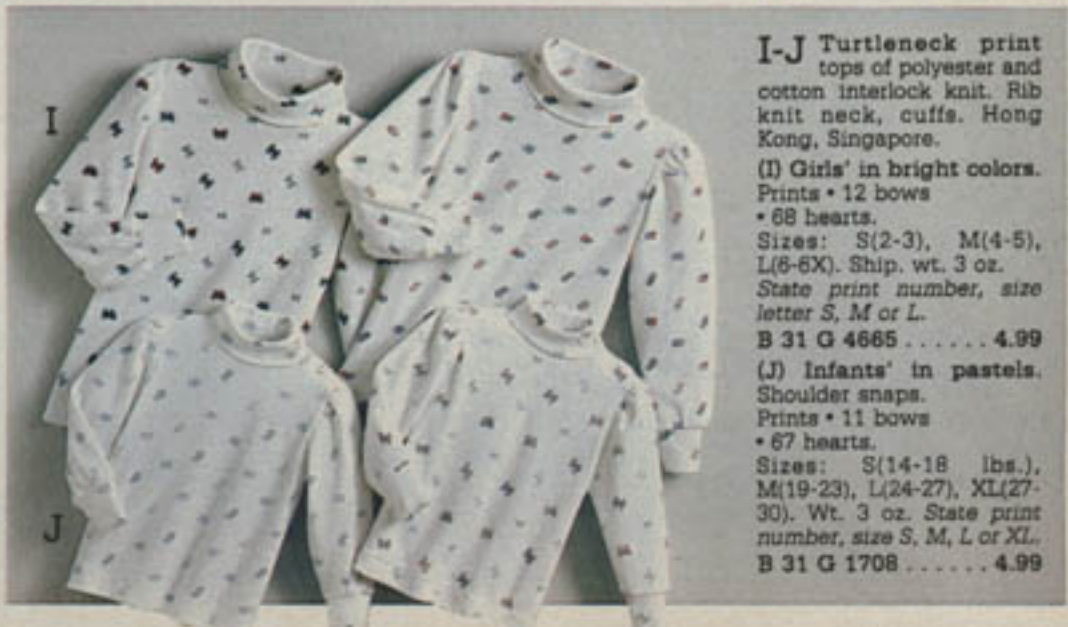 I
J
I-J Turtleneck print
tops of polyester and
cotton interlock knit. Rib
knit neck, cuffs. Hong
Kong, Singapore.
(I) Girls' in bright colors.
Prints • 12 bows
• 68 hearts.
Sizes: S(2-3), M(4-5),
L(6-6X). Ship. wt. 3 oz.
State print number, size
letter S, M or L.
B 31 G 4665 . . . . . . 4.99
(J) Infants' in pastels.
Shoulder snaps.
Prints • 11 bows
• 67 hearts.
Sizes: S(14-18 lbs.),
M(19-23), L(24-27), XL(27-
30). Wt. 3 oz. State print
number, size S, M, L or XL.
B 31 G 1708 . . . . . . 4.99